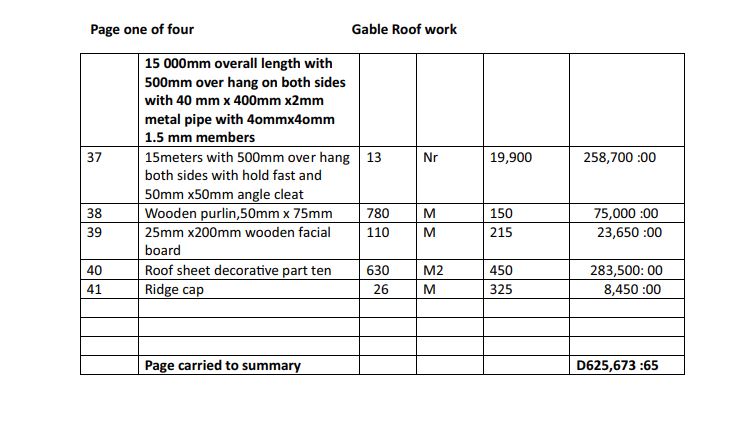 Page one of four Gable Roof work
15 000mm overall length with
500mm over hang on both sides
with 40 mm x 400mm x2mm
metal pipe with 4ommx4omm
1.5 mm members
37 15meters with 500mm over hang 13 Nr 19,900 258,700 :00
both sides with hold fast and
50mm x50mm angle cleat
38 Wooden purlin,50mm x 75mm 780 M 150 75,000 :00
39 25mm x200mm wooden facial 110 M 215 23,650 :00
board
40 Roof sheet decorative part ten 630 M2 450 283,500: 00
41 Ridge cap 26 M 325 8,450 :00
Page carried to summary D625,673 :65